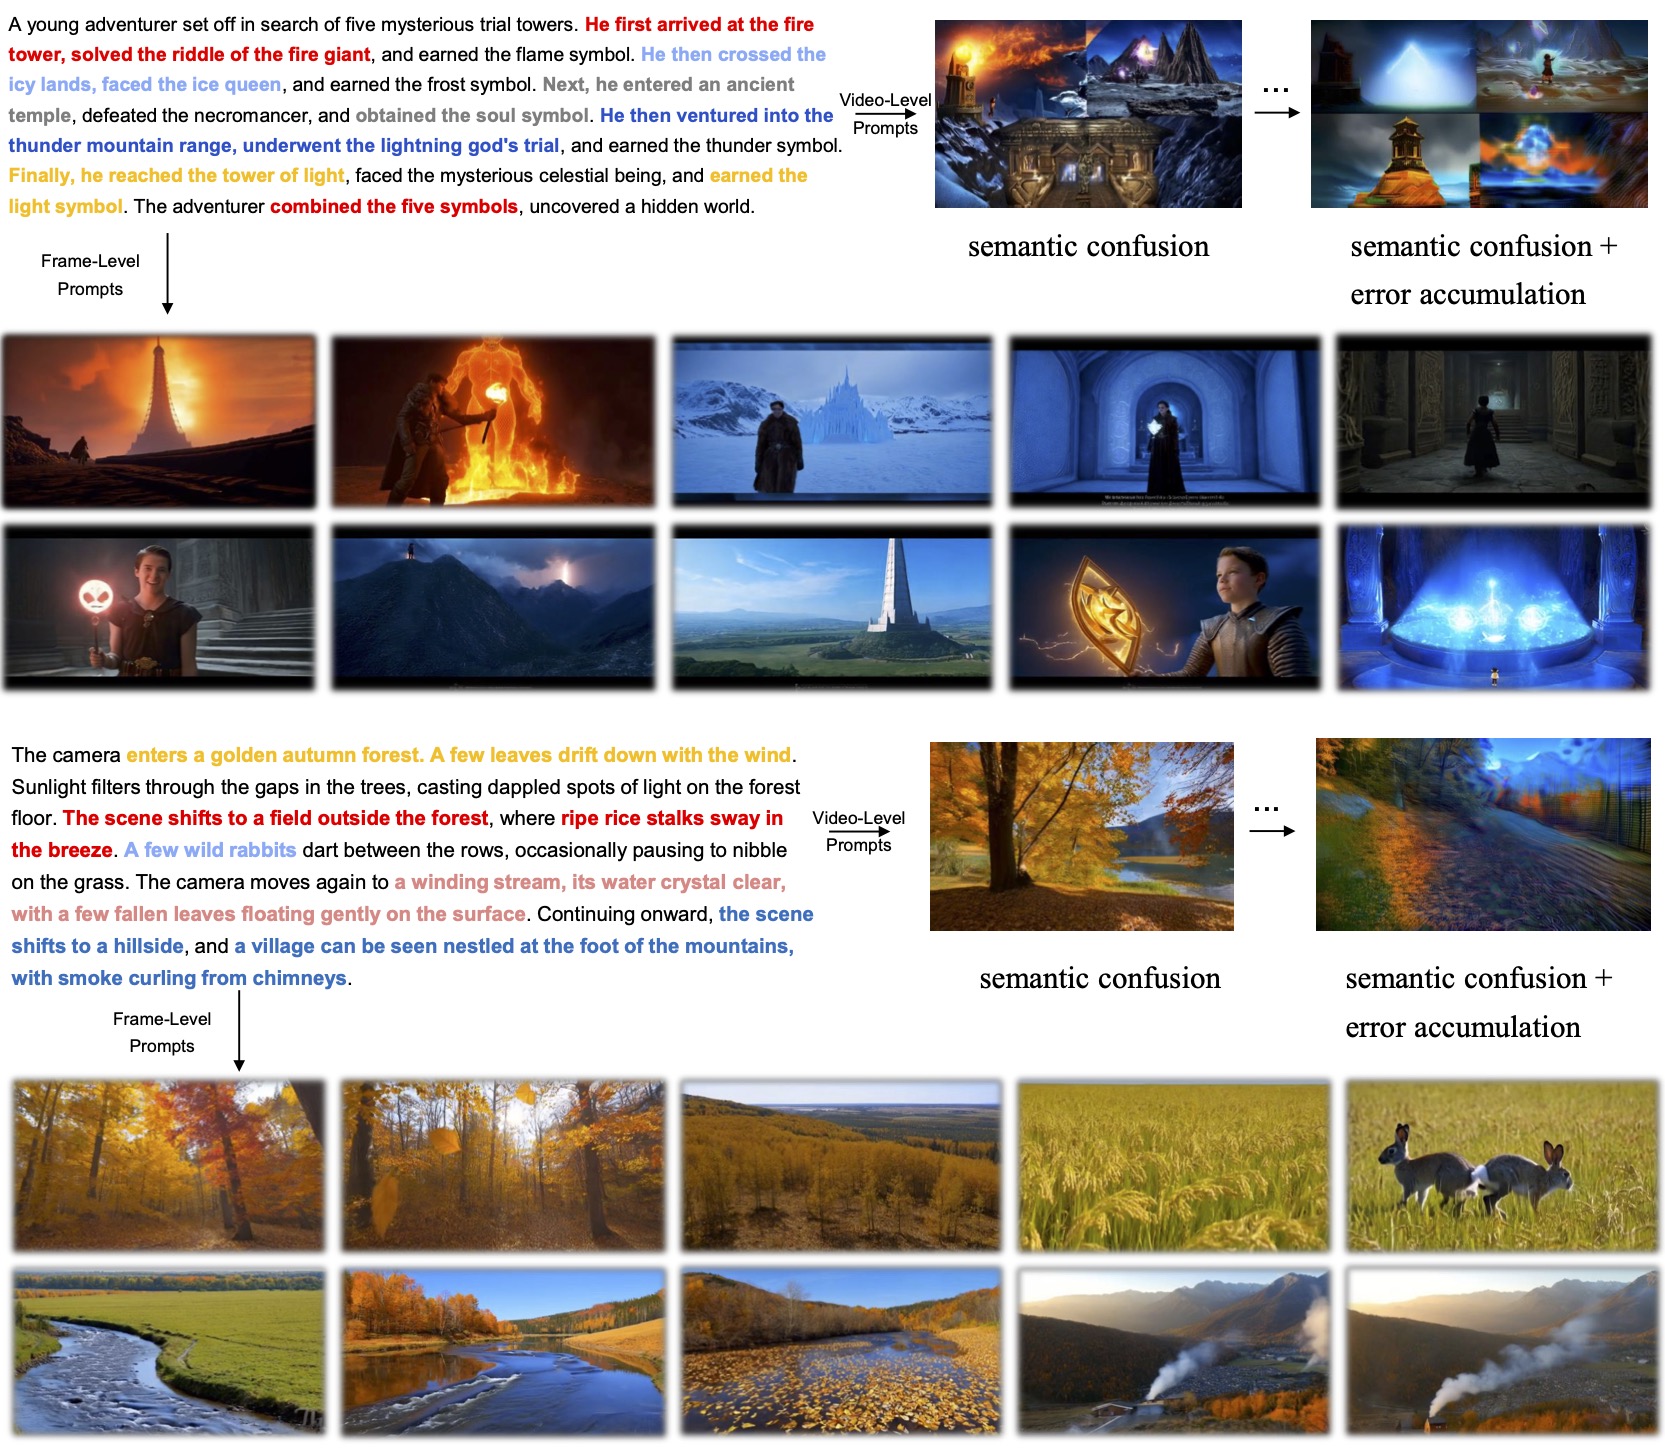 A young adventurer set off in search of five mysterious trial towers. He first arrived at the fire
tower, solved the riddle of the fire giant, and earned the flame symbol. He then crossed the
icy lands, faced the ice queen, and earned the frost symbol. Next, he entered an ancient
temple, defeated the necromancer, and obtained the soul symbol. He then ventured into the
thunder mountain range, underwent the lightning god's trial, and earned the thunder symbol.
Finally, he reached the tower of light, faced the mysterious celestial being, and earned the
light symbol. The adventurer combined the five symbols, uncovered a hidden world.
Video-Level
Prompts
...
semantic confusion
semantic confusion +
error accumulation
Frame-Level
Prompts
The camera enters a golden autumn forest. A few leaves drift down with the wind.
Sunlight filters through the gaps in the trees, casting dappled spots of light on the forest
floor. The scene shifts to a field outside the forest, where ripe rice stalks sway in
the breeze. A few wild rabbits dart between the rows, occasionally pausing to nibble
on the grass. The camera moves again to a winding stream, its water crystal clear,
with a few fallen leaves floating gently on the surface. Continuing onward, the scene
shifts to a hillside, and a village can be seen nestled at the foot of the mountains,
with smoke curling from chimneys.
Video-Level
Prompts
...
semantic confusion
semantic confusion +
error accumulation
Frame-Level
Prompts